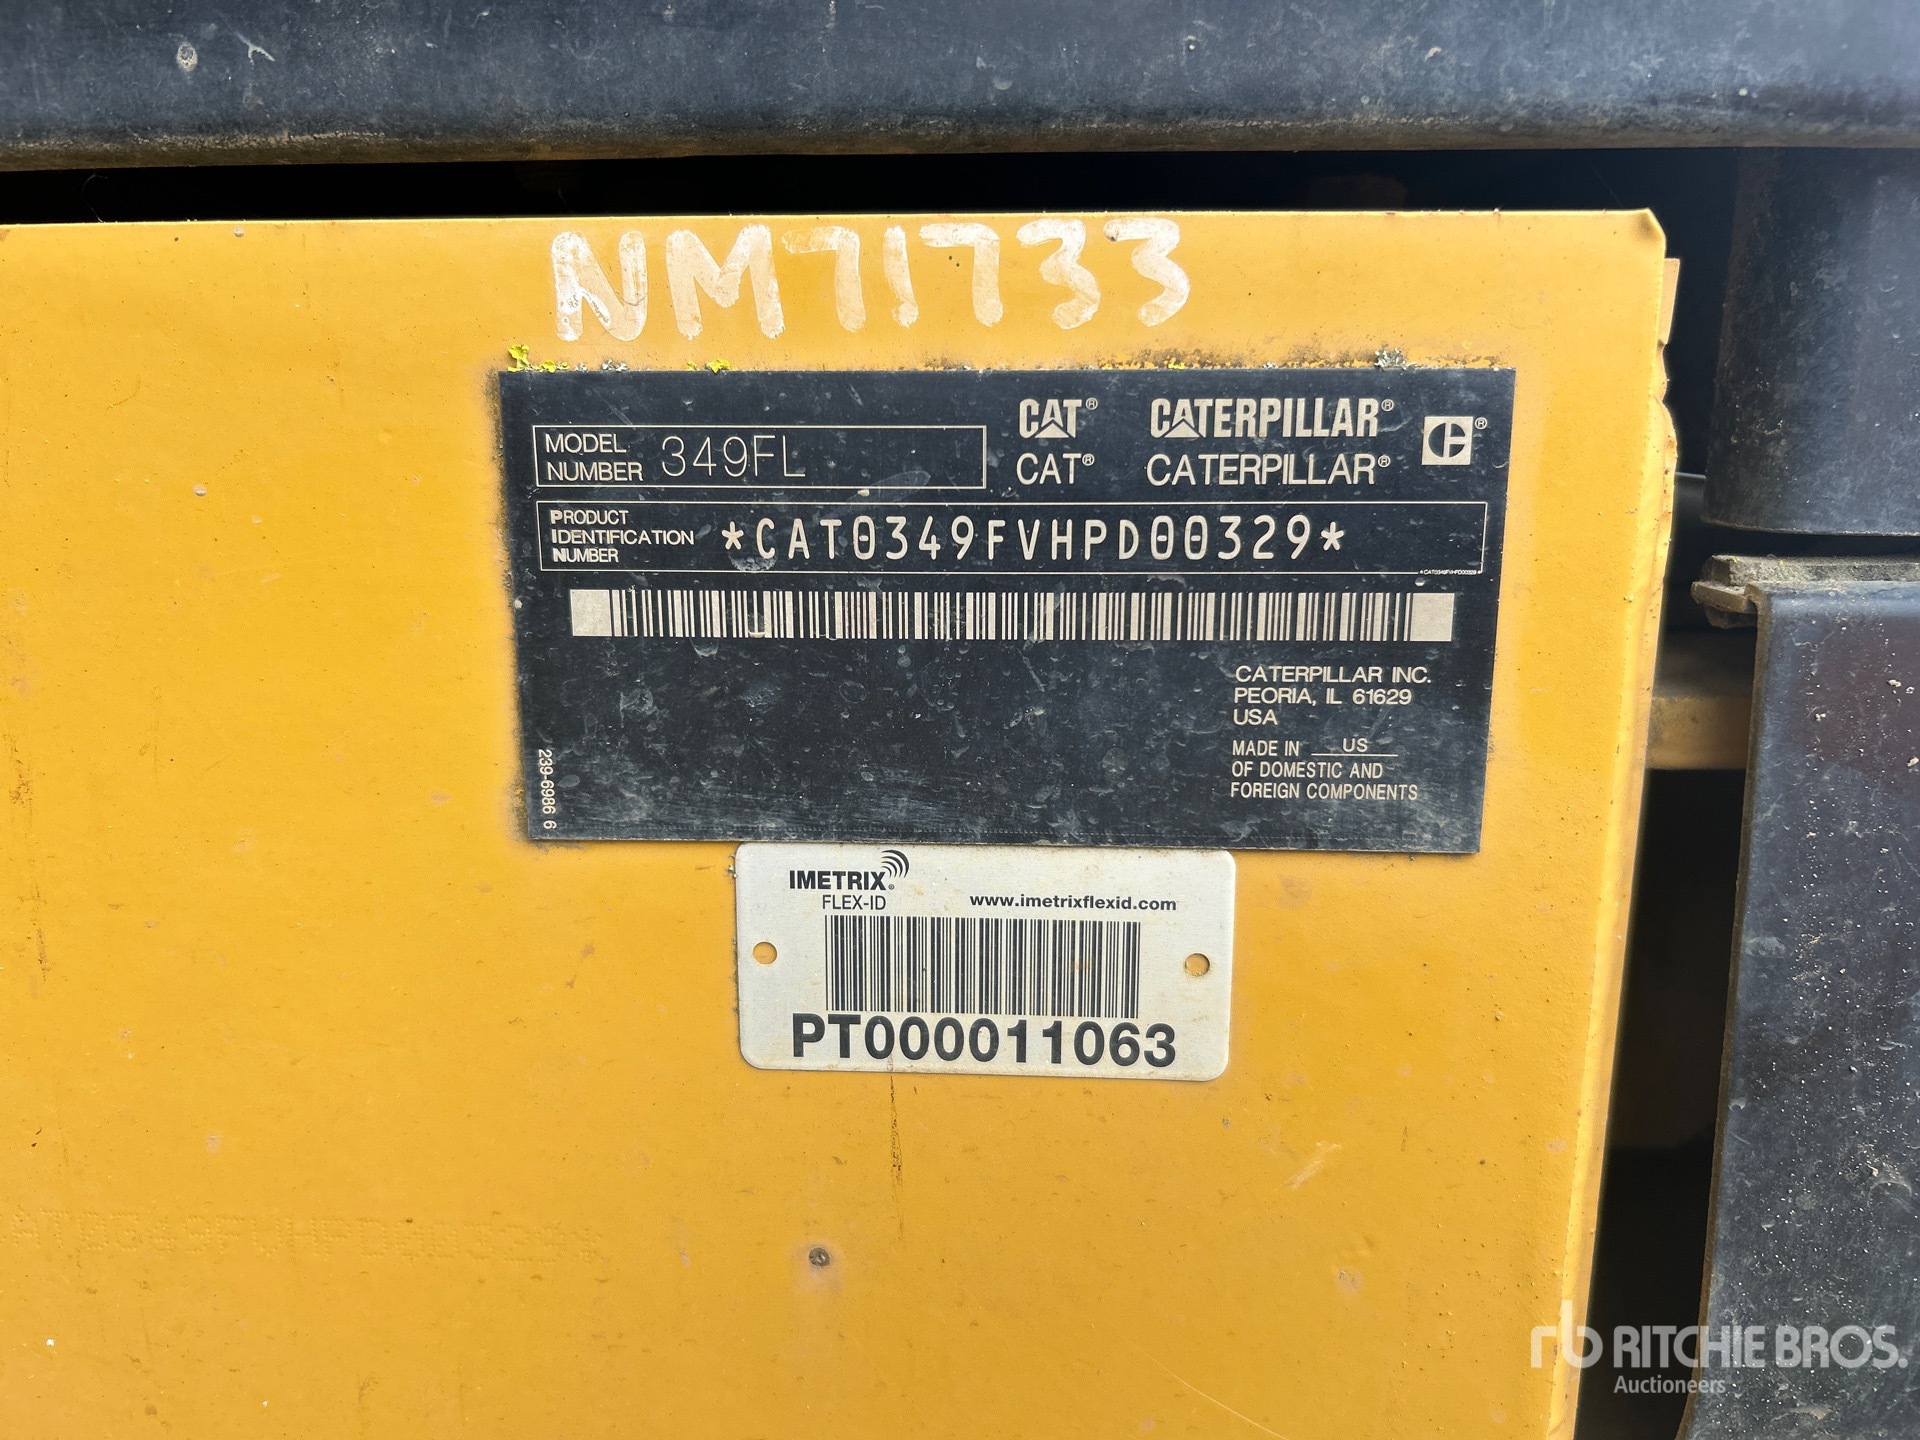 NM71733
MODEL NUMBER 349FL
CAT® CATERPILLAR®
CAT® CATERPILLAR®
PRODUCT IDENTIFICATION NUMBER *CAT0349FVHPD00329*
*CAT0349FVHPD00329*
CATERPILLAR INC.
PEORIA, IL 61629
USA
MADE IN US
OF DOMESTIC AND
FOREIGN COMPONENTS
239-6986 6
IMETRIX®
FLEX-ID
www.imetrixflexid.com
PT000011063
rb RITCHIE BROS.
Auctioneers